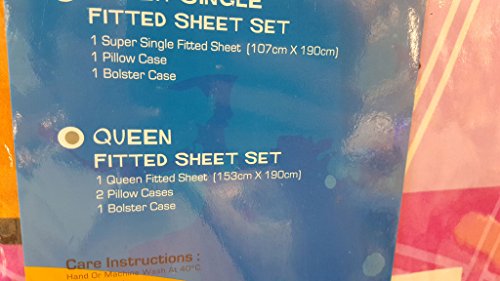 SINGLE
FITTED SHEET SET
1 Super Single Fitted Sheet (107cm X 190cm)
1 Pillow Case
1 Bolster Case
QUEEN
FITTED SHEET SET
1 Queen Fitted Sheet (153cm X 190cm)
2 Pillow Cases
1 Bolster Case
Care Instructions :
Hand Or Machine Wash At 40°C